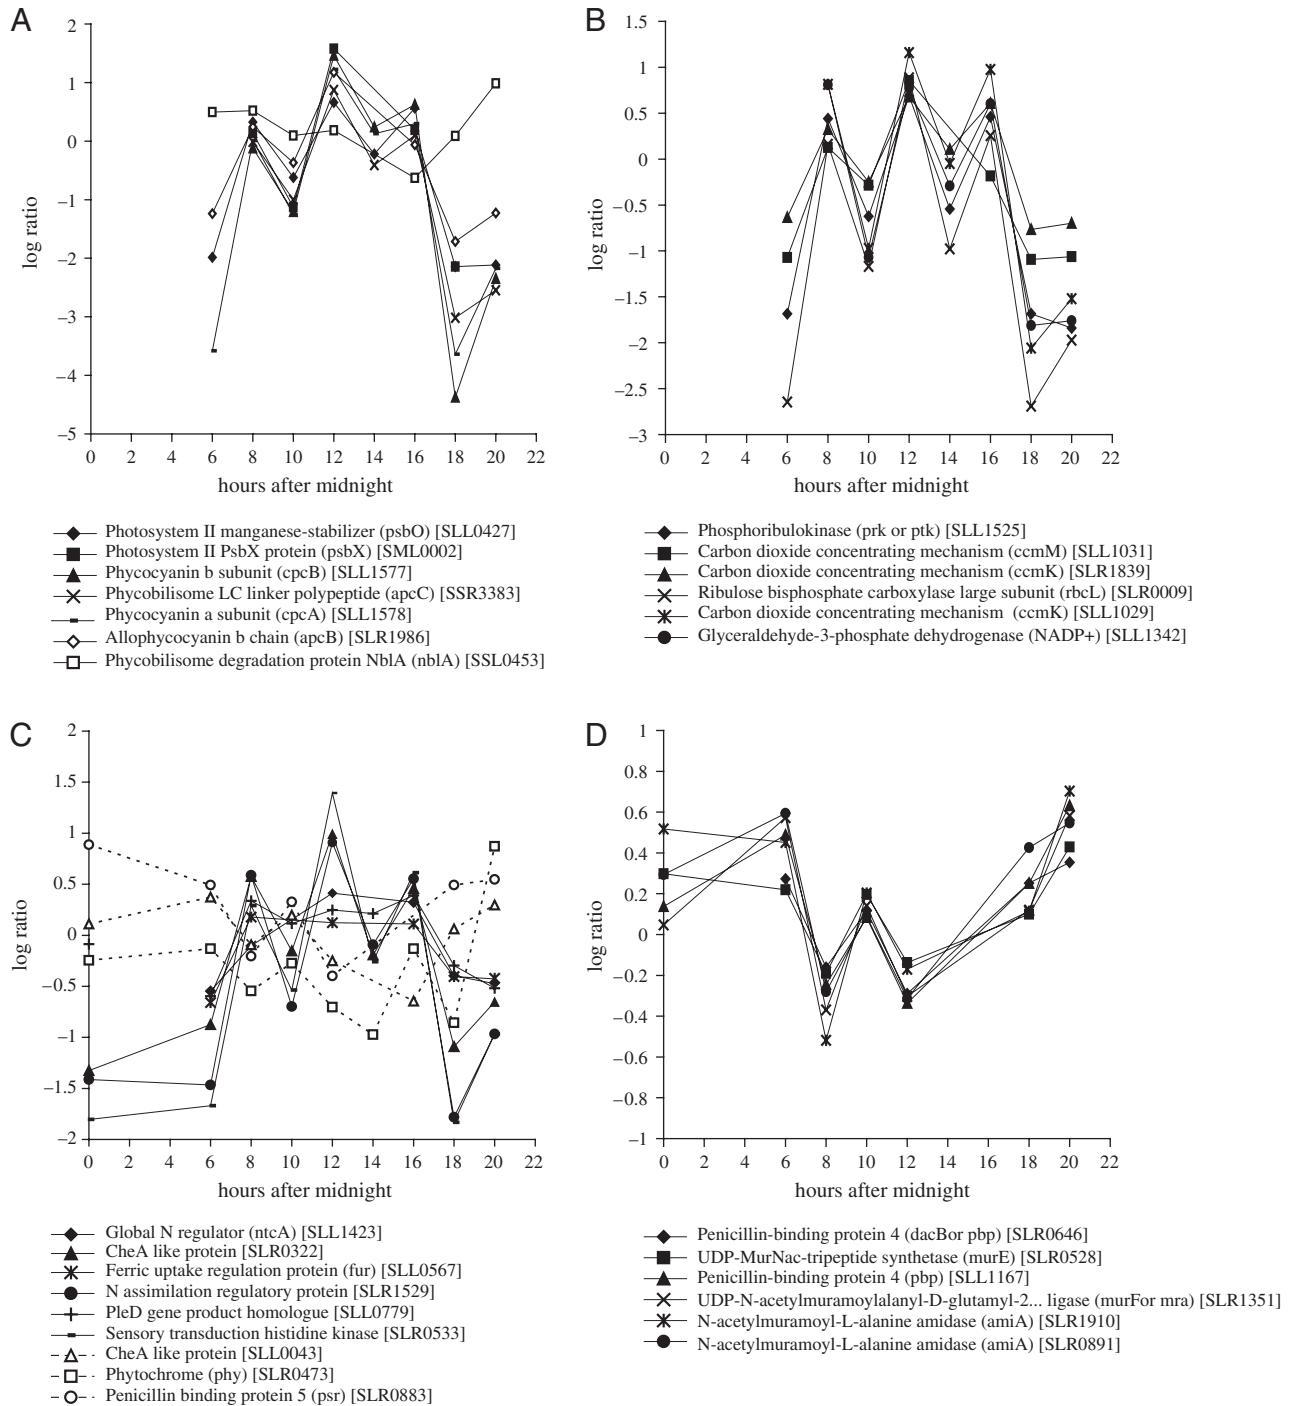 A
2
1
0
−1
−2
−3
−4
−5
log ratio
0 2 4 6 8 10 12 14 16 18 20 22
hours after midnight
Photosystem II manganese-stabilizer (psbO) [SLL0427]
Photosystem II PsbX protein (psbX) [SML0002]
Phycocyanin b subunit (cpcB) [SLL1577]
Phycobilisome LC linker polypeptide (apcC) [SSR3383]
Phycocyanin a subunit (cpcA) [SLL1578]
Allophycocyanin b chain (apcB) [SLR1986]
Phycobilisome degradation protein NblA (nblA) [SSL0453]
B
1.5
1
0.5
0
−0.5
−1
−1.5
−2
−2.5
−3
log ratio
0 2 4 6 8 10 12 14 16 18 20 22
hours after midnight
Phosphoribulokinase (prk or ptk) [SLL1525]
Carbon dioxide concentrating mechanism (ccmM) [SLL1031]
Carbon dioxide concentrating mechanism (ccmK) [SLR1839]
Ribulose bisphosphate carboxylase large subunit (rbcL) [SLR0009]
Carbon dioxide concentrating mechanism (ccmK) [SLL1029]
Glyceraldehyde-3-phosphate dehydrogenase (NADP+) [SLL1342]
C
2
1.5
1
0.5
0
−0.5
−1
−1.5
−2
log ratio
0 2 4 6 8 10 12 14 16 18 20 22
hours after midnight
Global N regulator (ntcA) [SLL1423]
CheA like protein [SLR0322]
Ferric uptake regulation protein (fur) [SLL0567]
N assimilation regulatory protein [SLR1529]
PleD gene product homologue [SLL0779]
Sensory transduction histidine kinase [SLR0533]
CheA like protein [SLL0043]
Phytochrome (phy) [SLR0473]
Penicillin binding protein 5 (psr) [SLR0883]
D
1
0.8
0.6
0.4
0.2
0
−0.2
−0.4
−0.6
−0.8
−1
log ratio
0 2 4 6 8 10 12 14 16 18 20 22
hours after midnight
Penicillin-binding protein 4 (dacBor pbp) [SLR0646]
UDP-MurNac-tripeptide synthetase (murE) [SLR0528]
Penicillin-binding protein 4 (pbp) [SLL1167]
UDP-N-acetylmuramoylalanyl-D-glutamyl-2... ligase (murFor mra) [SLR1351]
N-acetylmuramoyl-L-alanine amidase (amiA) [SLR1910]
N-acetylmuramoyl-L-alanine amidase (amiA) [SLR0891]